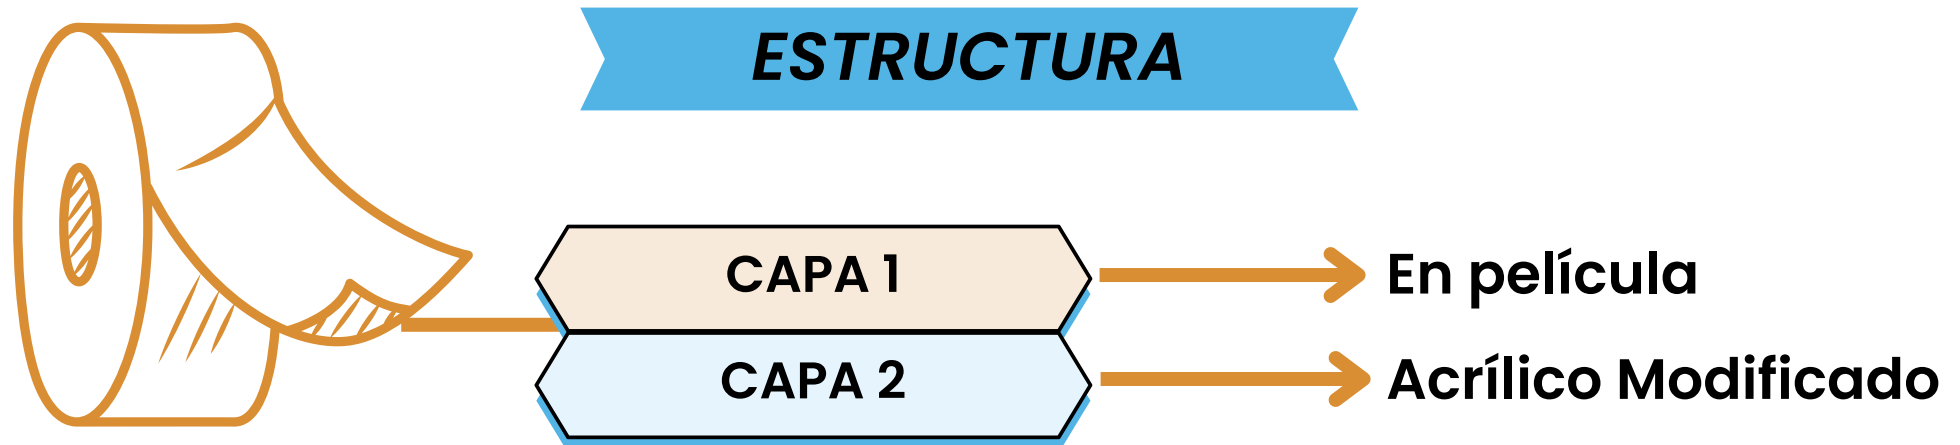 ESTRUCTURA
CAPA 1
En película
CAPA 2
Acrílico Modificado